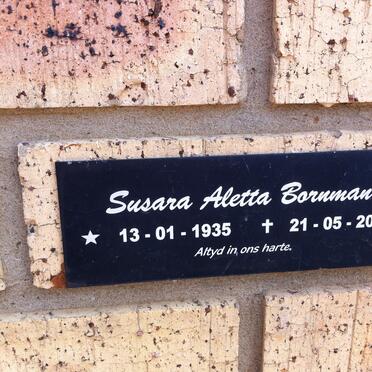 Susara Aletta Bornman
★ 13 - 01 - 1935 ✝ 21 - 05 - 20
Altyd in ons harte.